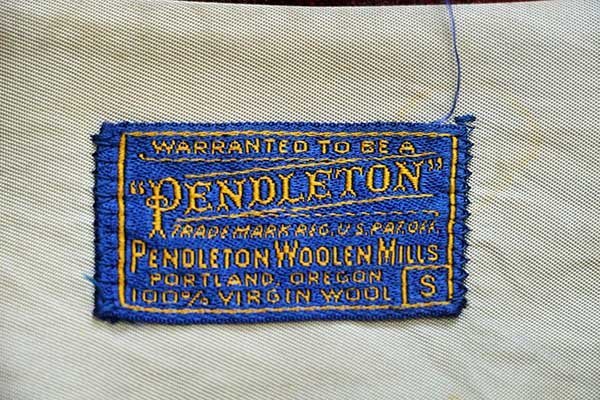 WARRANTED TO BE A
"PENDLETON"
TRADE MARK REG. U.S. PAT. OFF.
PENDLETON WOOLEN MILLS
PORTLAND, OREGON
100% VIRGIN WOOL S